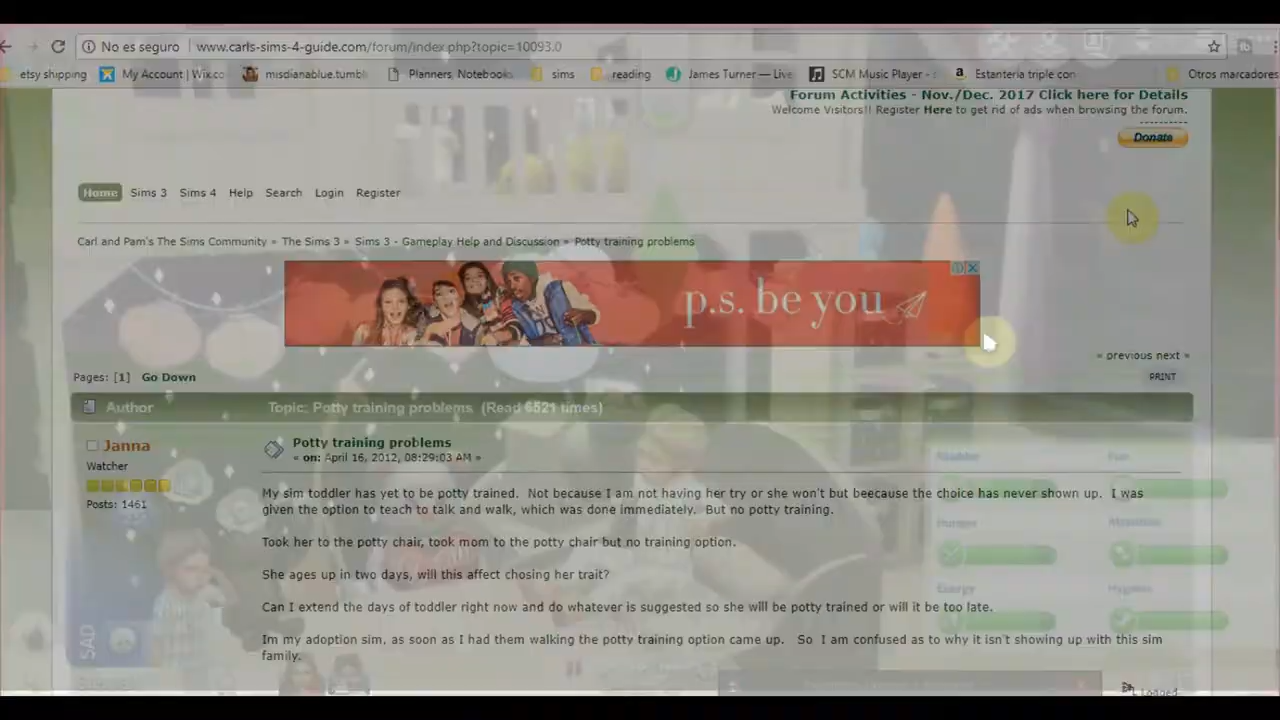 No es seguro | www.carls-sims-4-guide.com/forum/index.php?topic=10093.0
etsy shipping My Account | Wix.co misdianablue.tumb Planners, Notebook sims reading James Turner — Live SCM Music Player - Estanteria triple con Otros marcadores
Forum Activities - Nov./Dec. 2017 Click here for Details
Welcome Visitors!! Register Here to get rid of ads when browsing the forum.
Donate
Home Sims 3 Sims 4 Help Search Login Register
Carl and Pam's The Sims Community » The Sims 3 » Sims 3 - Gameplay Help and Discussion » Potty training problems
p.s. be you
« previous next »
Pages: [1] Go Down
PRINT
Author Topic: Potty training problems (Read 6521 times)
Janna
Watcher
Posts: 1461
Potty training problems
« on: April 16, 2012, 08:29:03 AM »
My sim toddler has yet to be potty trained. Not because I am not having her try or she won't but beecause the choice has never shown up. I was
given the option to teach to talk and walk, which was done immediately. But no potty training.
Took her to the potty chair, took mom to the potty chair but no training option.
She ages up in two days, will this affect chosing her trait?
Can I extend the days of toddler right now and do whatever is suggested so she will be potty trained or will it be too late.
Im my adoption sim, as soon as I had them walking the potty training option came up. So I am confused as to why it isn't showing up with this sim
family.
Logged
Bladder
Fun
Hunger
Attention
Energy
Hygiene
SAD